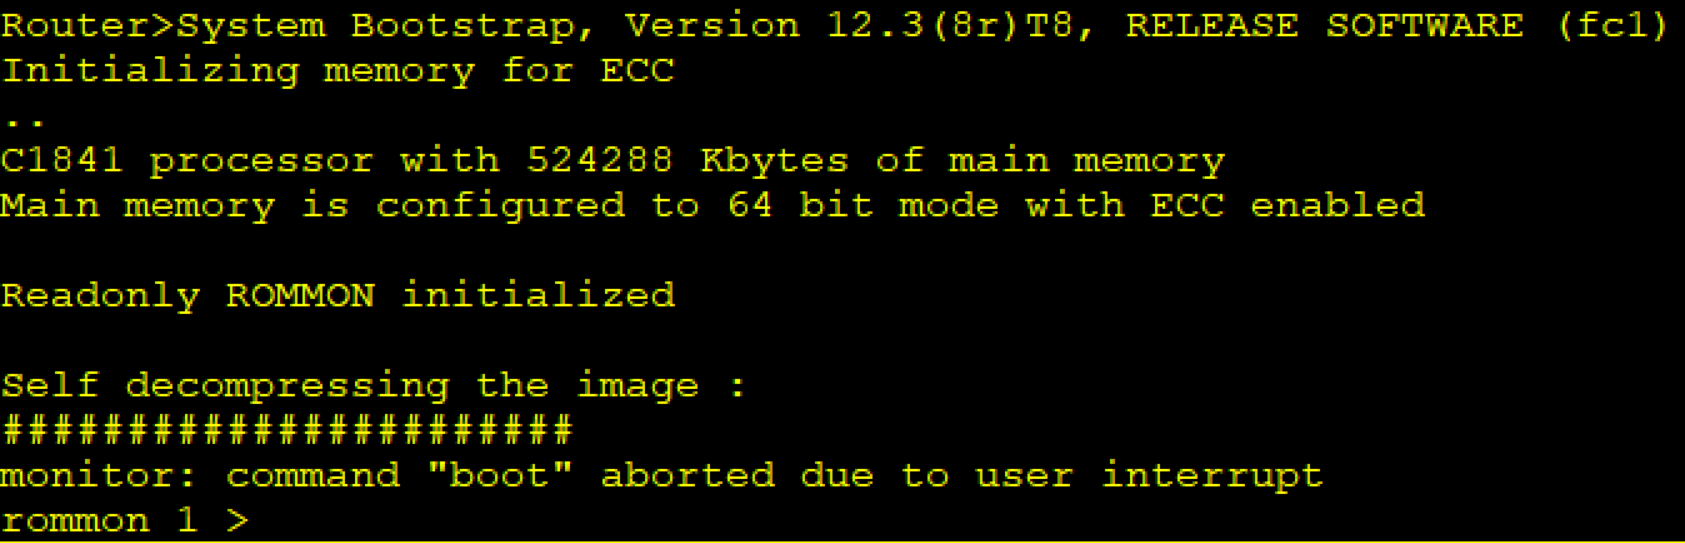 Router>System Bootstrap, Version 12.3(8r)T8, RELEASE SOFTWARE (fc1)
Initializing memory for ECC
..
C1841 processor with 524288 Kbytes of main memory
Main memory is configured to 64 bit mode with ECC enabled
Readonly ROMMON initialized
Self decompressing the image :
#######################
monitor: command "boot" aborted due to user interrupt
rommon 1 >